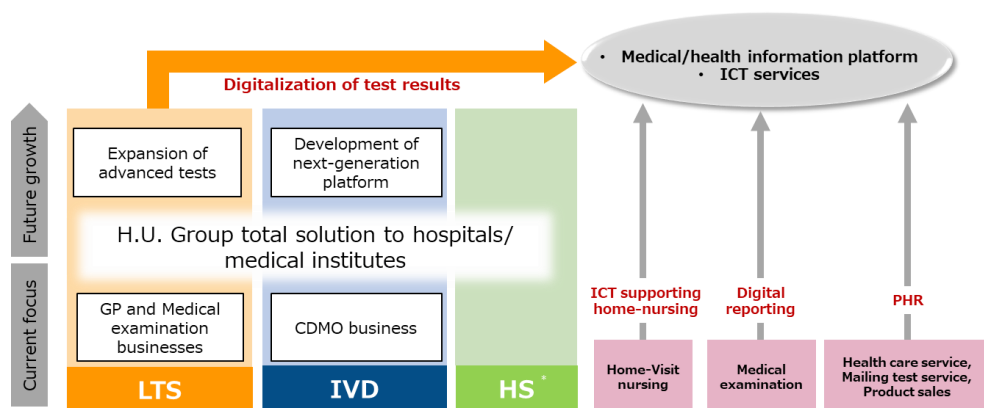 • Medical/health information platform
• ICT services
Digitalization of test results
Future growth
Current focus
Expansion of
advanced tests
Development of
next-generation
platform
H.U. Group total solution to hospitals/
medical institutes
GP and Medical
examination
businesses
CDMO business
LTS
IVD
HS *
ICT supporting
home-nursing
Digital
reporting
PHR
Home-Visit
nursing
Medical
examination
Health care service,
Mailing test service,
Product sales